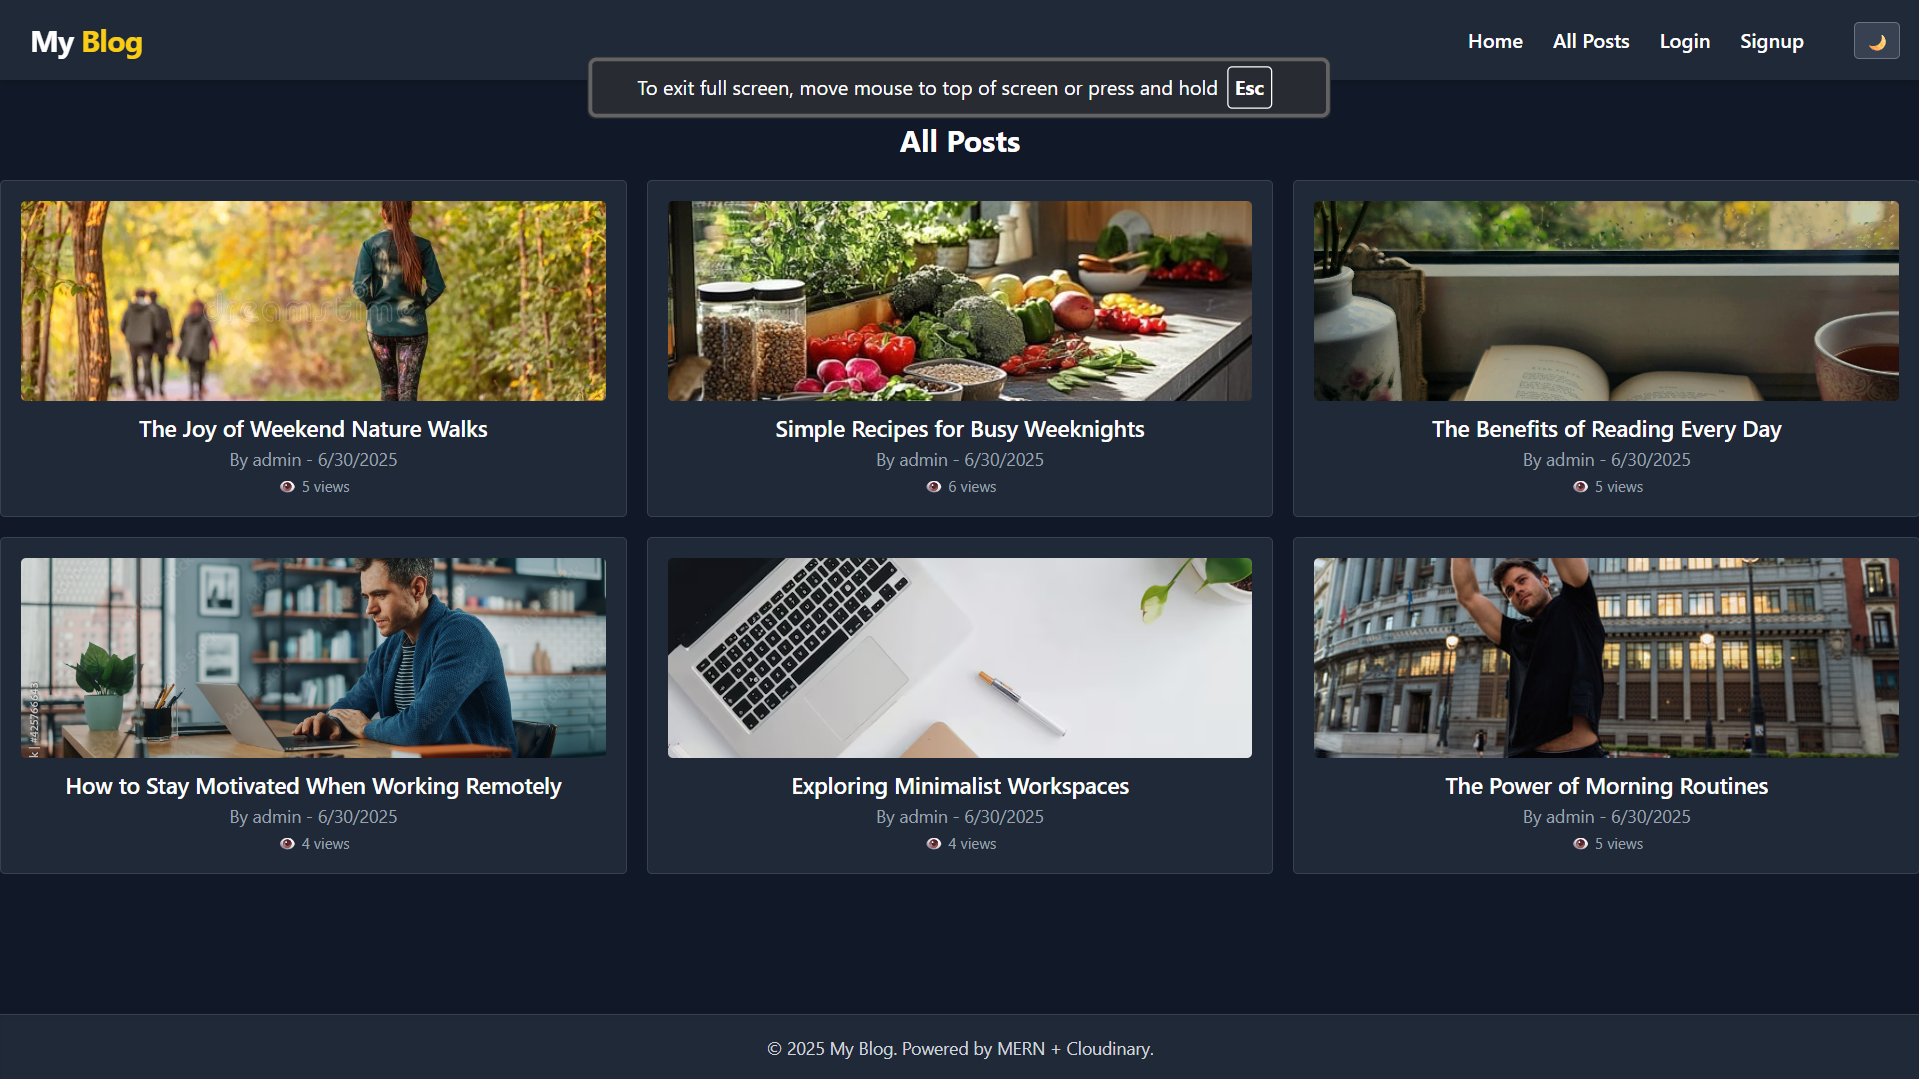 My Blog
Home
All Posts
Login
Signup
To exit full screen, move mouse to top of screen or press and hold Esc
All Posts
dreamstime
The Joy of Weekend Nature Walks
By admin - 6/30/2025
5 views
Simple Recipes for Busy Weeknights
By admin - 6/30/2025
6 views
The Benefits of Reading Every Day
By admin - 6/30/2025
5 views
k | #425766643
How to Stay Motivated When Working Remotely
By admin - 6/30/2025
4 views
Exploring Minimalist Workspaces
By admin - 6/30/2025
4 views
The Power of Morning Routines
By admin - 6/30/2025
5 views
© 2025 My Blog. Powered by MERN + Cloudinary.